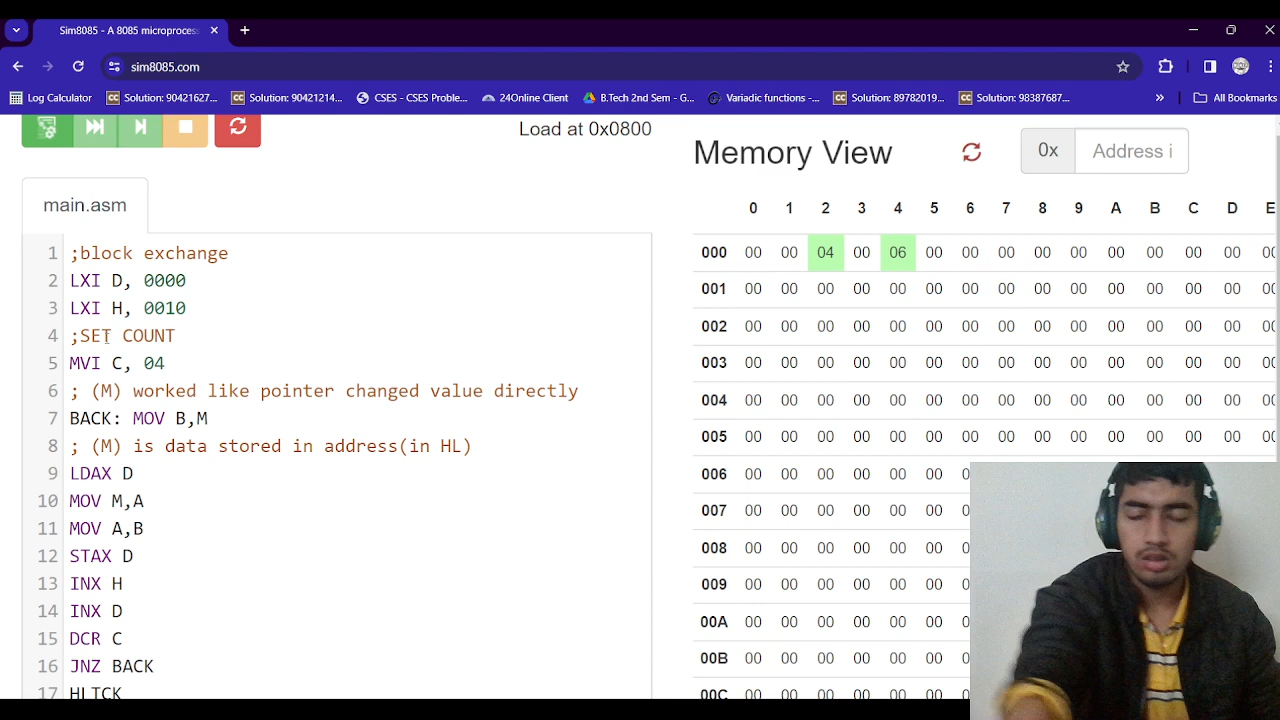 Sim8085 - A 8085 microproces
sim8085.com
Log Calculator
Solution: 90421627...
Solution: 90421214...
CSES - CSES Proble...
24Online Client
B.Tech 2nd Sem - G...
Variadic functions -...
Solution: 89782019...
Solution: 98387687...
All Bookmarks
Load at 0x0800
main.asm
1 ;block exchange
2 LXI D, 0000
3 LXI H, 0010
4 ;SET COUNT
5 MVI C, 04
6 ; (M) worked like pointer changed value directly
7 BACK: MOV B,M
8 ; (M) is data stored in address(in HL)
9 LDAX D
10 MOV M,A
11 MOV A,B
12 STAX D
13 INX H
14 INX D
15 DCR C
16 JNZ BACK
17 HLTCK
Memory View
0x Address i
0 1 2 3 4 5 6 7 8 9 A B C D E
000 00 00 04 00 06 00 00 00 00 00 00 00 00 00 00
001 00 00 00 00 00 00 00 00 00 00 00 00 00 00 00
002 00 00 00 00 00 00 00 00 00 00 00 00 00 00 00
003 00 00 00 00 00 00 00 00 00 00 00 00 00 00 00
004 00 00 00 00 00 00 00 00 00 00 00 00 00 00 00
005 00 00 00 00 00 00 00 00 00 00 00 00 00 00 00
006 00 00 00 00 00 00
007 00 00 00 00 00 00
008 00 00 00 00 00 00
009 00 00 00 00 00 00
00A 00 00 00 00 00 00
00B 00 00 00 00 00 00
00C 00 00 00 00 00 00